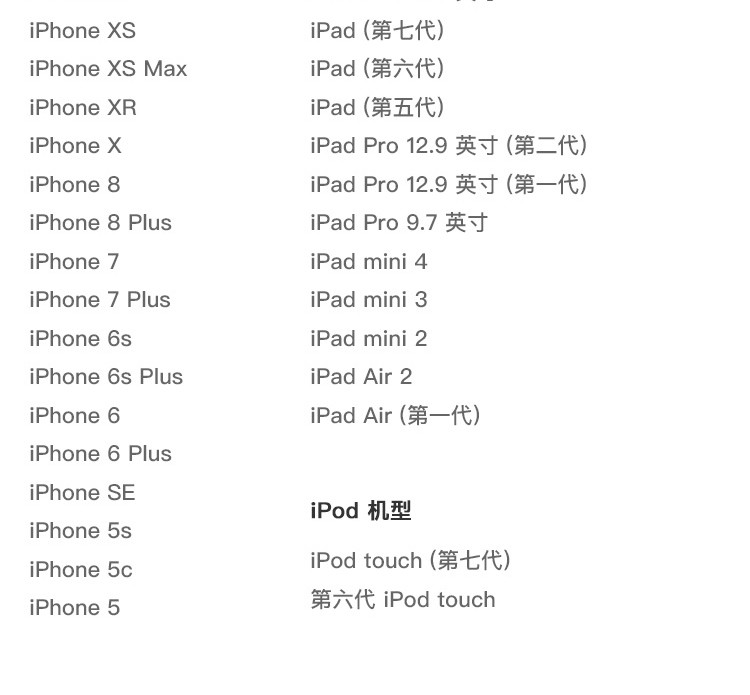 iPhone XS
iPhone XS Max
iPhone XR
iPhone X
iPhone 8
iPhone 8 Plus
iPhone 7
iPhone 7 Plus
iPhone 6s
iPhone 6s Plus
iPhone 6
iPhone 6 Plus
iPhone SE
iPhone 5s
iPhone 5c
iPhone 5
iPad (第七代)
iPad (第六代)
iPad (第五代)
iPad Pro 12.9 英寸 (第二代)
iPad Pro 12.9 英寸 (第一代)
iPad Pro 9.7 英寸
iPad mini 4
iPad mini 3
iPad mini 2
iPad Air 2
iPad Air (第一代)
iPod 机型
iPod touch (第七代)
第六代 iPod touch